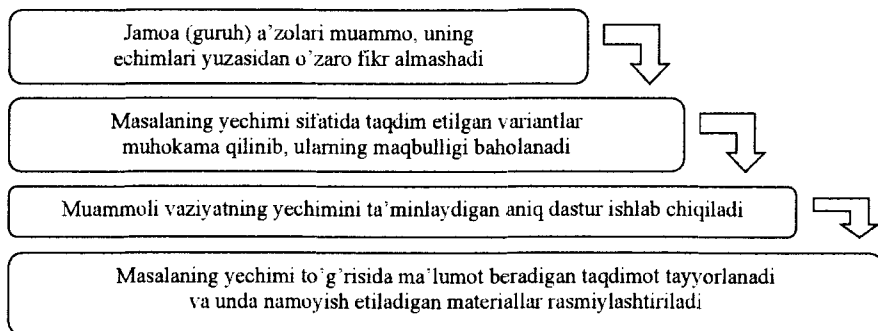 Jamoa (guruh) a'zolari muammo, uning
echimlari yuzasidan o'zaro fikr almashadi
Masalaning yechimi sifatida taqdim etilgan variantlar
muhokama qilinib, ularning maqbulligi baholanadi
Muammoli vaziyatning yechimini ta'minlaydigan aniq dastur ishlab chiqiladi
Masalaning yechimi to'g'risida ma'lumot beradigan taqdimot tayyorlanadi
va unda namoyish etiladigan materiallar rasmiylashtiriladi